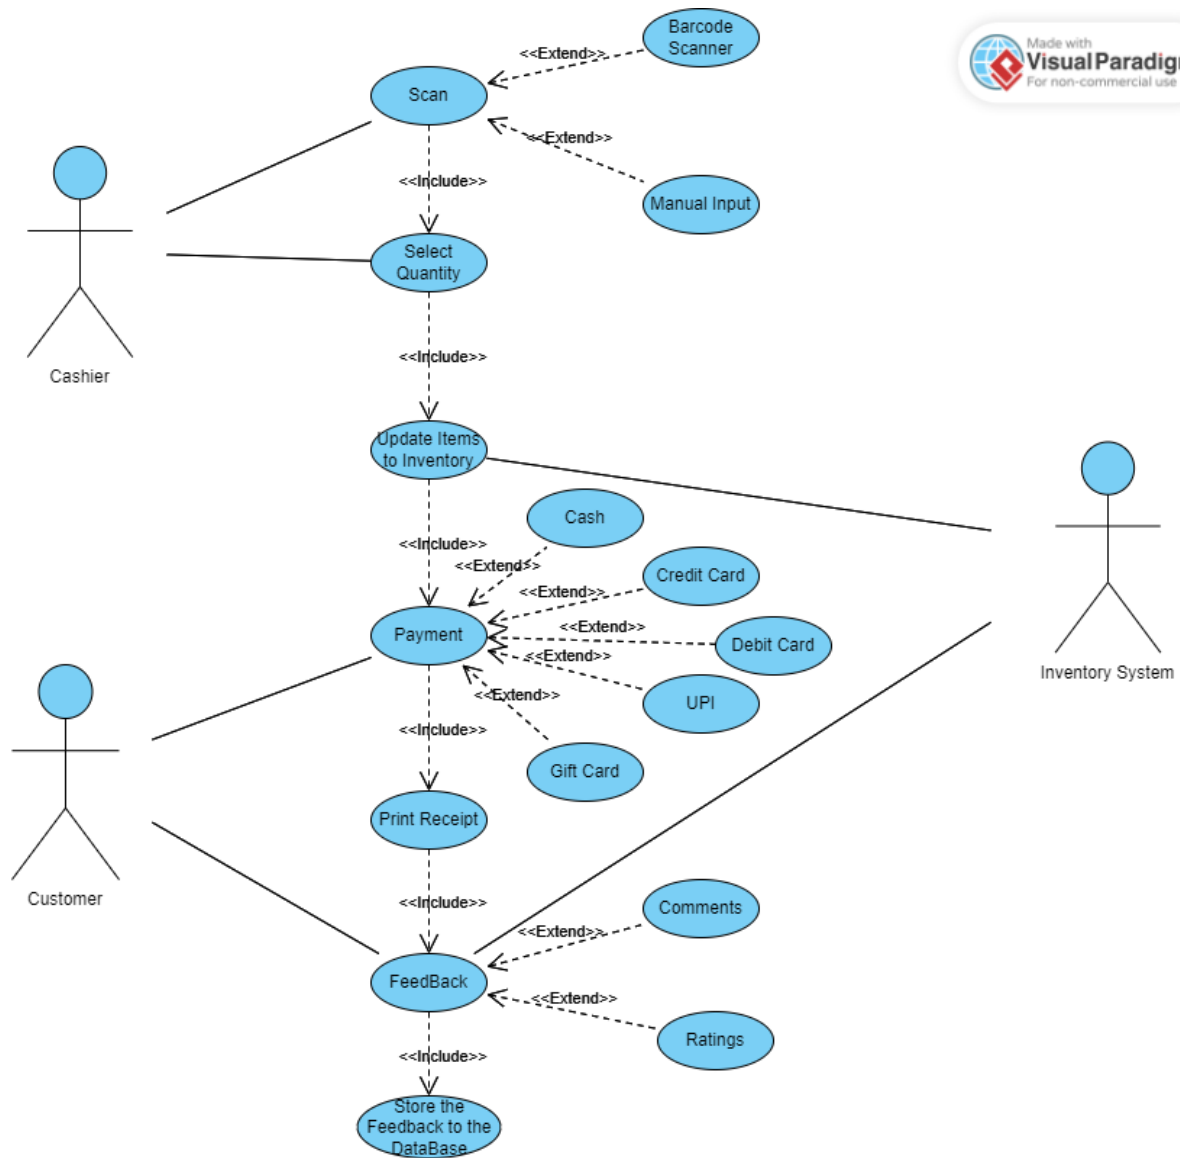 Barcode
Scanner
Made with
Visual Paradigm
For non-commercial use
<<Extend>>
Scan
<<Extend>>
<<Include>>
Manual Input
Select
Quantity
<<Include>>
Cashier
Update Items
to Inventory
Cash
<<Include>>
<<Extend>>
Credit Card
<<Extend>>
<<Extend>>
Payment
Debit Card
<<Extend>>
Inventory System
<<Extend>>
UPI
<<Include>>
Gift Card
Print Receipt
Customer
<<Include>>
Comments
<<Extend>>
FeedBack
<<Extend>>
Ratings
<<Include>>
Store the
Feedback to the
DataBase